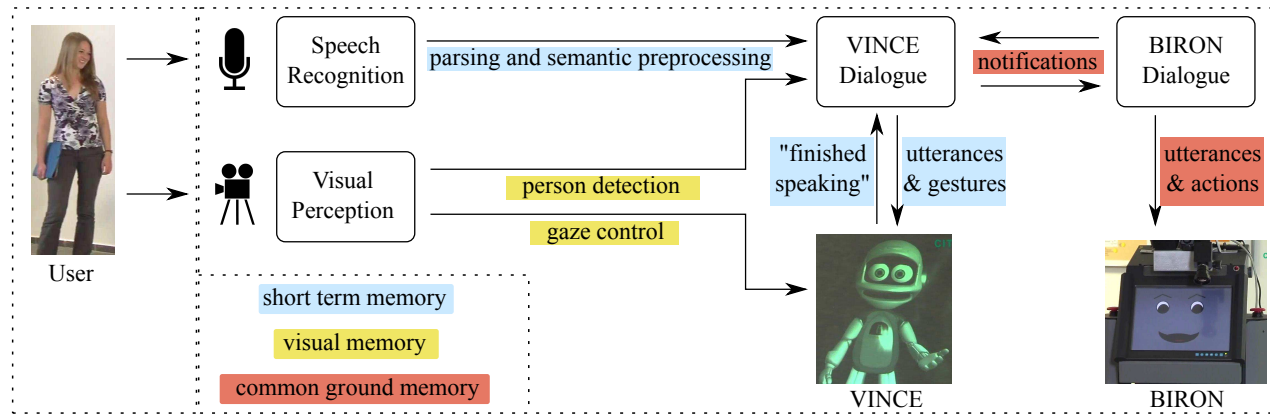 Speech
Recognition
parsing and semantic preprocessing
VINCE
Dialogue
notifications
BIRON
Dialogue
Visual
Perception
person detection
gaze control
"finished
speaking"
utterances
& gestures
utterances
& actions
User
short term memory
visual memory
common ground memory
VINCE
BIRON